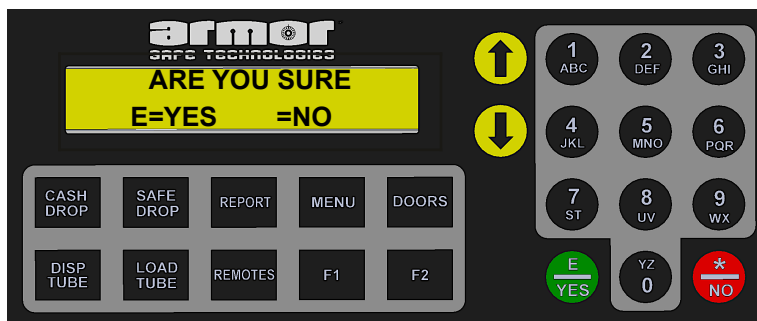 armor
SAFE TECHNOLOGIES
ARE YOU SURE
E=YES =NO
CASH DROP
SAFE DROP
REPORT
MENU
DOORS
DISP TUBE
LOAD TUBE
REMOTES
F1
F2
1
ABC
2
DEF
3
GHI
4
JKL
5
MNO
6
PQR
7
ST
8
UV
9
WX
E
YES
YZ
0
*
NO